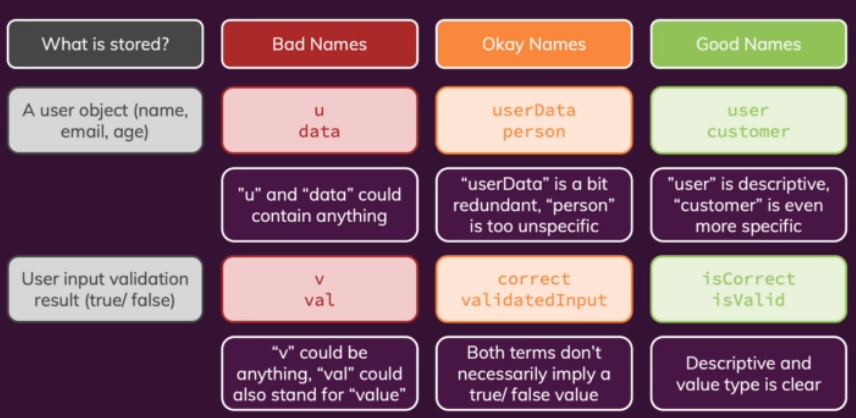 What is stored?
Bad Names
Okay Names
Good Names
A user object (name,
email, age)
u
data
userData
person
user
customer
”u” and “data” could
contain anything
“userData” is a bit
redundant, “person”
is too unspecific
”user” is descriptive,
“customer” is even
more specific
User input validation
result (true/ false)
v
val
correct
validatedInput
isCorrect
isValid
“v” could be
anything, “val” could
also stand for “value”
Both terms don’t
necessarily imply a
true/ false value
Descriptive and
value type is clear